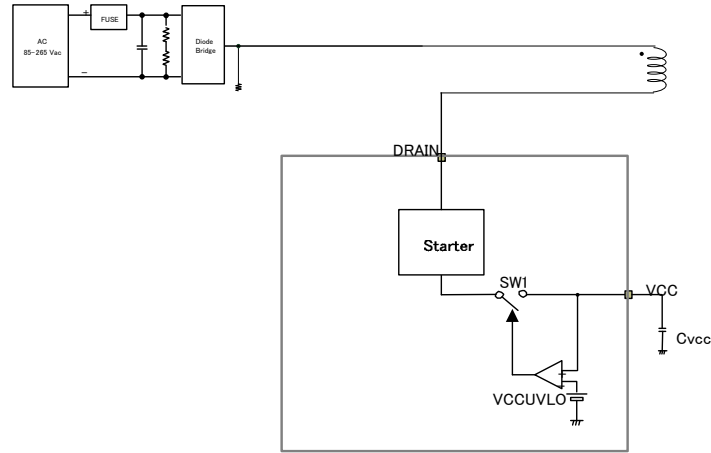 +
FUSE
AC
85-265 Vac
Diode
Bridge
−
DRAIN
Starter
SW1
VCC
Cvcc
+
-
VCCUVLO